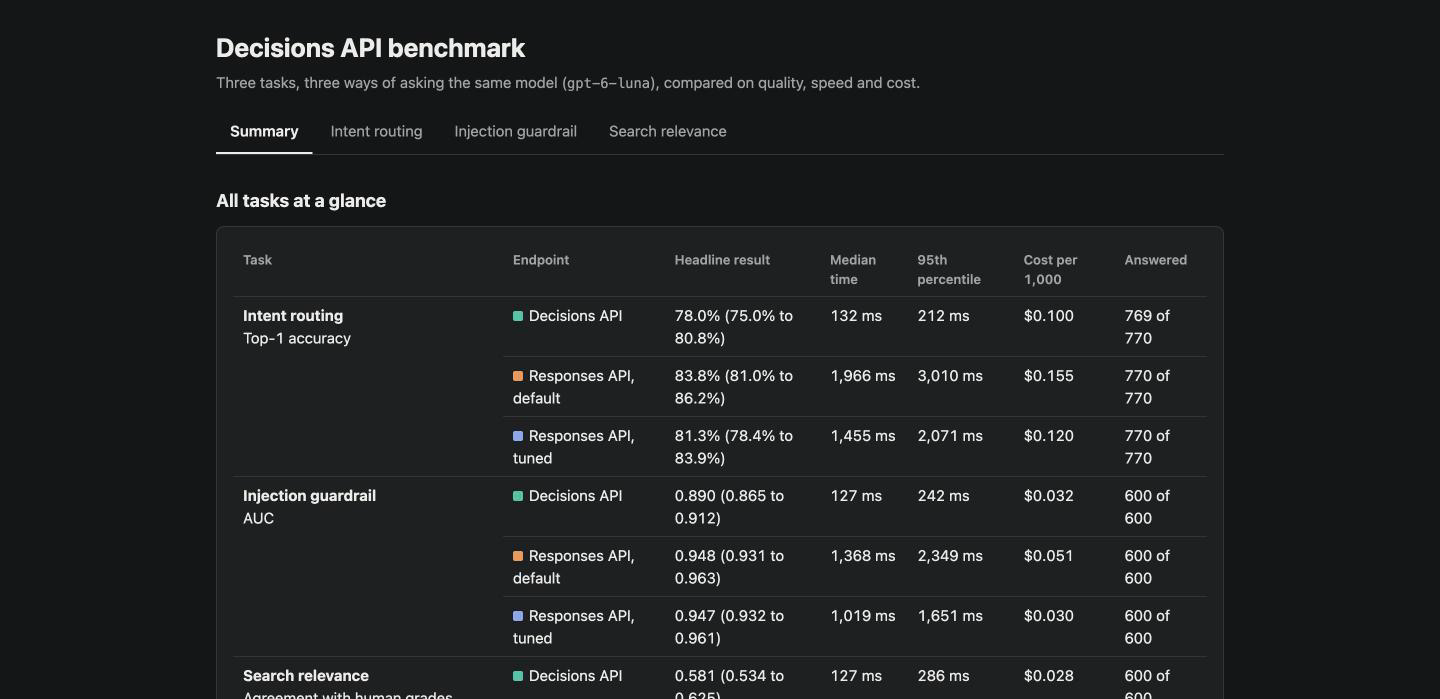 Decisions API benchmark
Three tasks, three ways of asking the same model (gpt-6-luna), compared on quality, speed and cost.
Summary Intent routing Injection guardrail Search relevance
All tasks at a glance
Task Endpoint Headline result Median time 95th percentile Cost per 1,000 Answered
Intent routing Decisions API 78.0% (75.0% to 132 ms 212 ms $0.100 769 of
Top-1 accuracy 80.8%) 770
Responses API, 83.8% (81.0% to 1,966 ms 3,010 ms $0.155 770 of
default 86.2%) 770
Responses API, 81.3% (78.4% to 1,455 ms 2,071 ms $0.120 770 of
tuned 83.9%) 770
Injection guardrail Decisions API 0.890 (0.865 to 127 ms 242 ms $0.032 600 of
AUC 0.912) 600
Responses API, 0.948 (0.931 to 1,368 ms 2,349 ms $0.051 600 of
default 0.963) 600
Responses API, 0.947 (0.932 to 1,019 ms 1,651 ms $0.030 600 of
tuned 0.961) 600
Search relevance Decisions API 0.581 (0.534 to 127 ms 286 ms $0.028 600 of
Agreement with human grades 0.625) 600